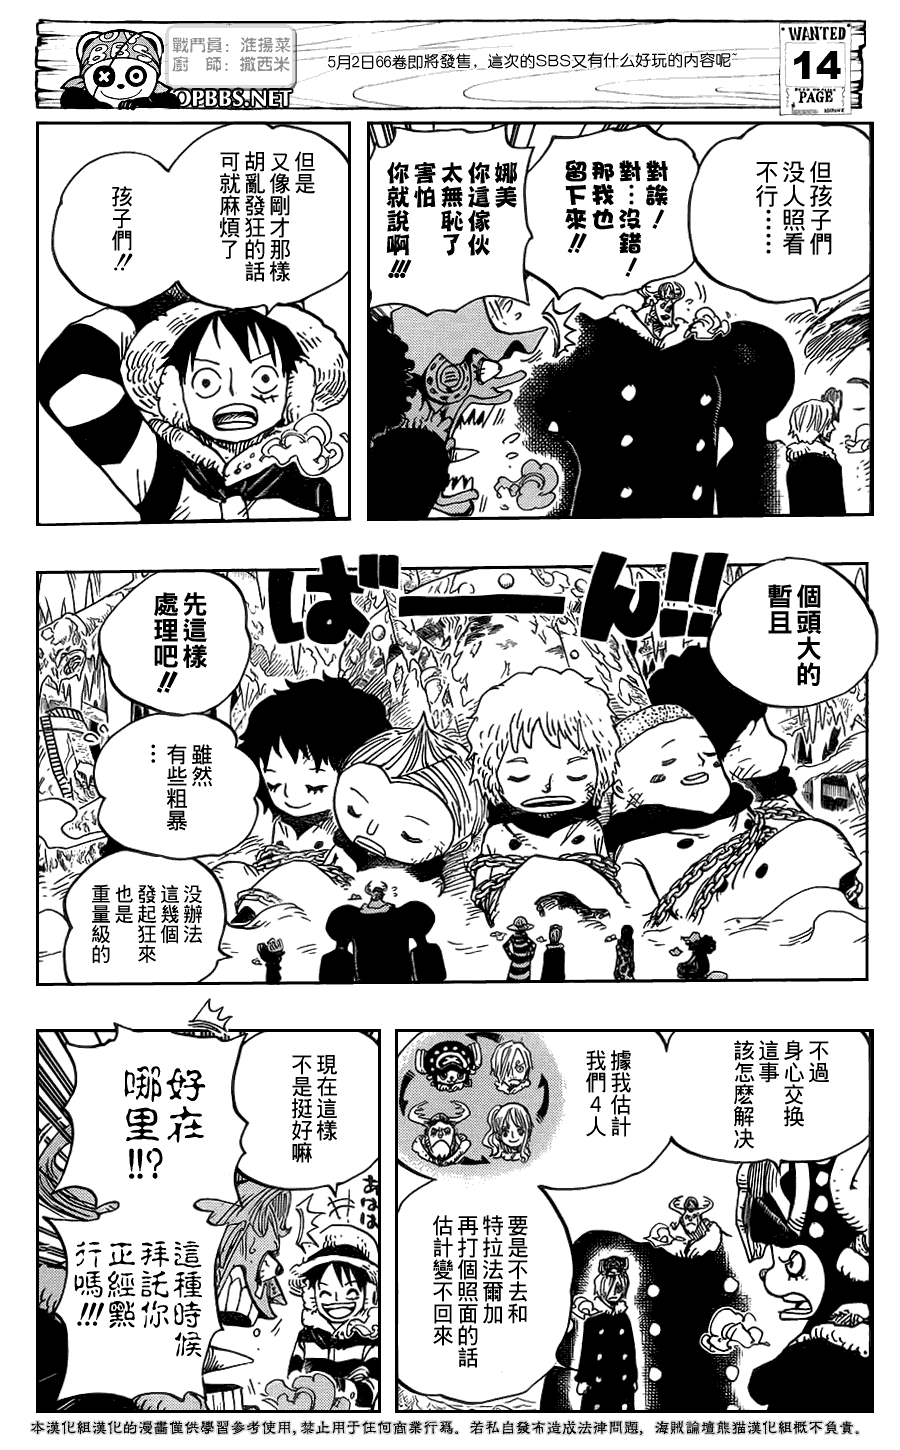 戰鬥員：淮揚菜
廚　師：撒西米
OPBBS.NET
5月2日66卷即將發售，這次的SBS又有什么好玩的內容呢~
WANTED
14
PAGE
但孩子們
没人照看
不行……
對誒！
對…没錯！
那我也
留下來!!
娜美
你這傢伙
太無恥了
害怕
你就說啊!!!
但是
又像剛才那樣
胡亂發狂的話
可就麻煩了
孩子們!!
ばーーん!!
個頭大的
暫且
先這樣
處理吧!!
雖然
有些粗暴
…
没辦法
這幾個
發起狂來
也是
重量級的
不過
身心交換
這事
該怎麽解决
據我估計
我們4人
要是不去和
特拉法爾加
再打個照面的話
估計變不回來
現在這樣
不是挺好嘛
あはは
好在
哪里!!?
這種時候
拜託你
正經點
行嗎!!!
本漢化組漢化的漫畫僅供學習參考使用,禁止用于任何商業行爲。若私自發布造成法律問題，海賊論壇熊猫漢化組概不負責。